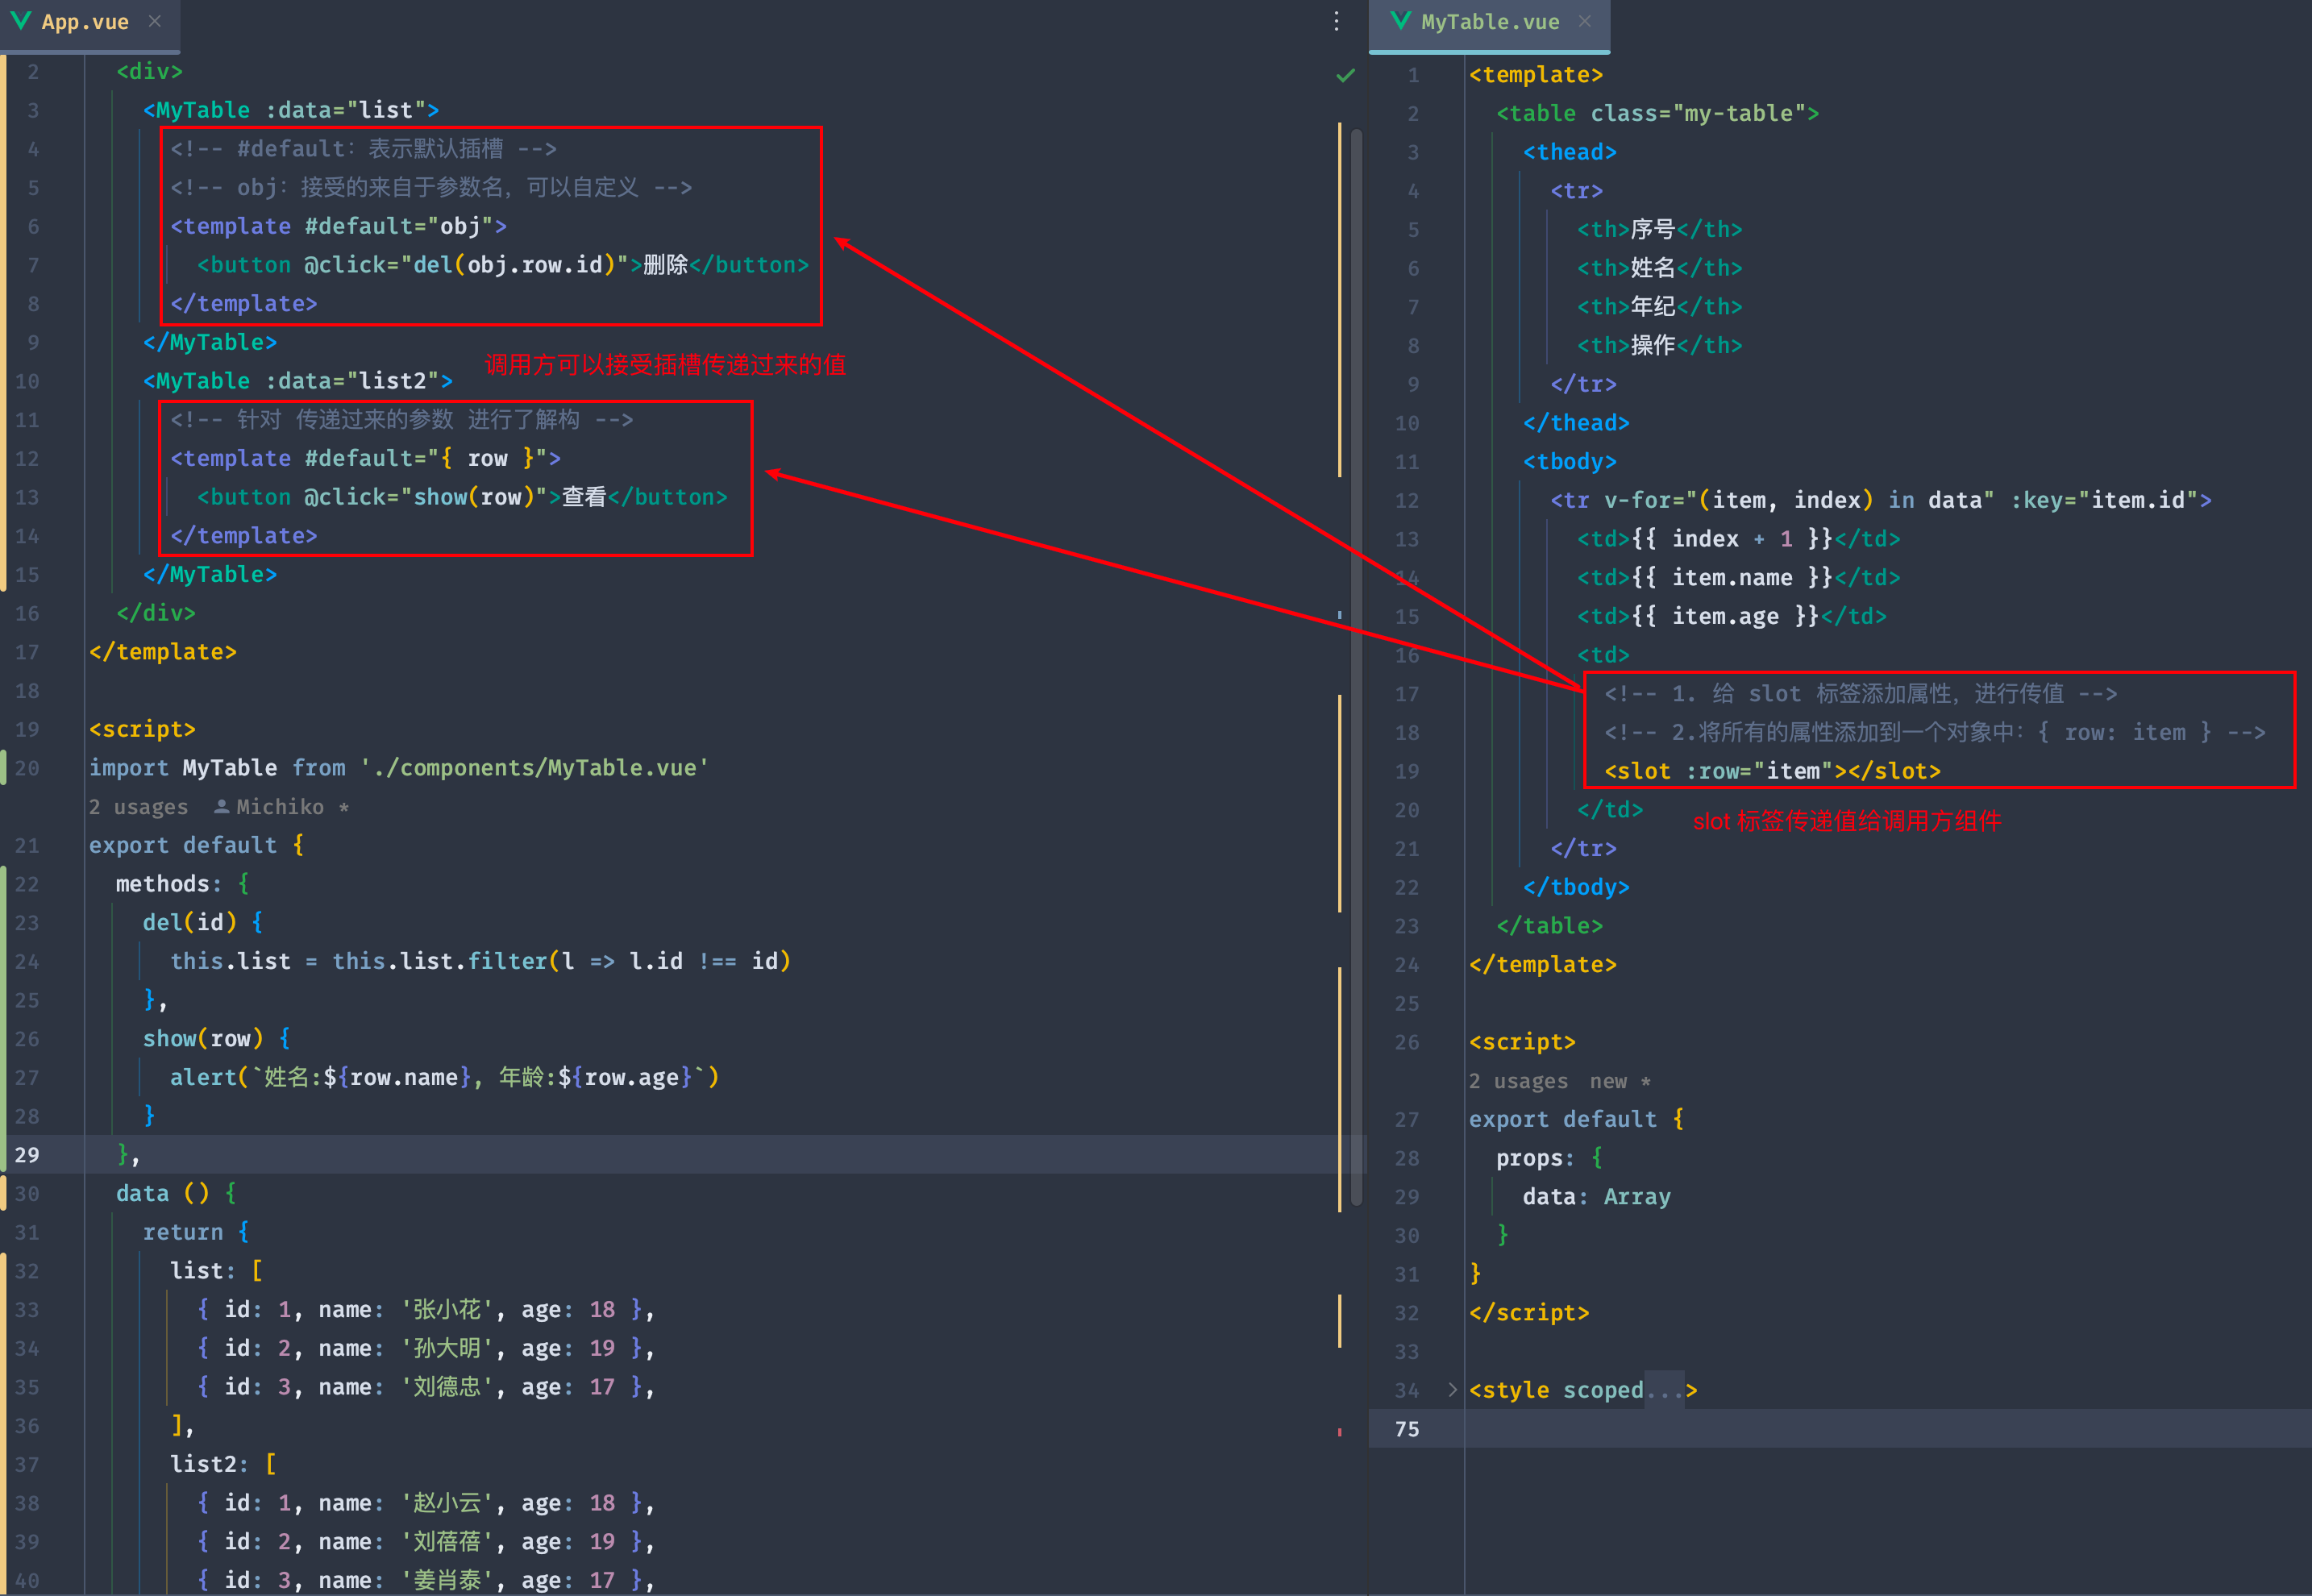 App.vue
2 <div>
3 <MyTable :data="list">
4 <!-- #default: 表示默认插槽 -->
5 <!-- obj: 接受的来自于参数名, 可以自定义 -->
6 <template #default="obj">
7 <button @click="del(obj.row.id)">删除</button>
8 </template>
9 </MyTable>
调用方可以接受插槽传递过来的值
10 <MyTable :data="list2">
11 <!-- 针对 传递过来的参数 进行了解构 -->
12 <template #default="{ row }">
13 <button @click="show(row)">查看</button>
14 </template>
15 </MyTable>
16 </div>
17 </template>
18
19 <script>
20 import MyTable from './components/MyTable.vue'
2 usages Michiko *
21 export default {
22 methods: {
23 del(id) {
24 this.list = this.list.filter(l => l.id !== id)
25 },
26 show(row) {
27 alert(`姓名:${row.name}, 年龄:${row.age}`)
28 }
29 },
30 data () {
31 return {
32 list: [
33 { id: 1, name: '张小花', age: 18 },
34 { id: 2, name: '孙大明', age: 19 },
35 { id: 3, name: '刘德忠', age: 17 },
36 ],
37 list2: [
38 { id: 1, name: '赵小云', age: 18 },
39 { id: 2, name: '刘蓓蓓', age: 19 },
40 { id: 3, name: '姜肖泰', age: 17 },
MyTable.vue
1 <template>
2 <table class="my-table">
3 <thead>
4 <tr>
5 <th>序号</th>
6 <th>姓名</th>
7 <th>年纪</th>
8 <th>操作</th>
9 </tr>
10 </thead>
11 <tbody>
12 <tr v-for="(item, index) in data" :key="item.id">
13 <td>{{ index + 1 }}</td>
14 <td>{{ item.name }}</td>
15 <td>{{ item.age }}</td>
16 <td>
17 <!-- 1. 给 slot 标签添加属性, 进行传值 -->
18 <!-- 2.将所有的属性添加到一个对象中: { row: item } -->
19 <slot :row="item"></slot>
20 </td>
slot 标签传递值给调用方组件
21 </tr>
22 </tbody>
23 </table>
24 </template>
25
26 <script>
2 usages new *
27 export default {
28 props: {
29 data: Array
30 }
31 }
32 </script>
33
34 <style scoped...>
75